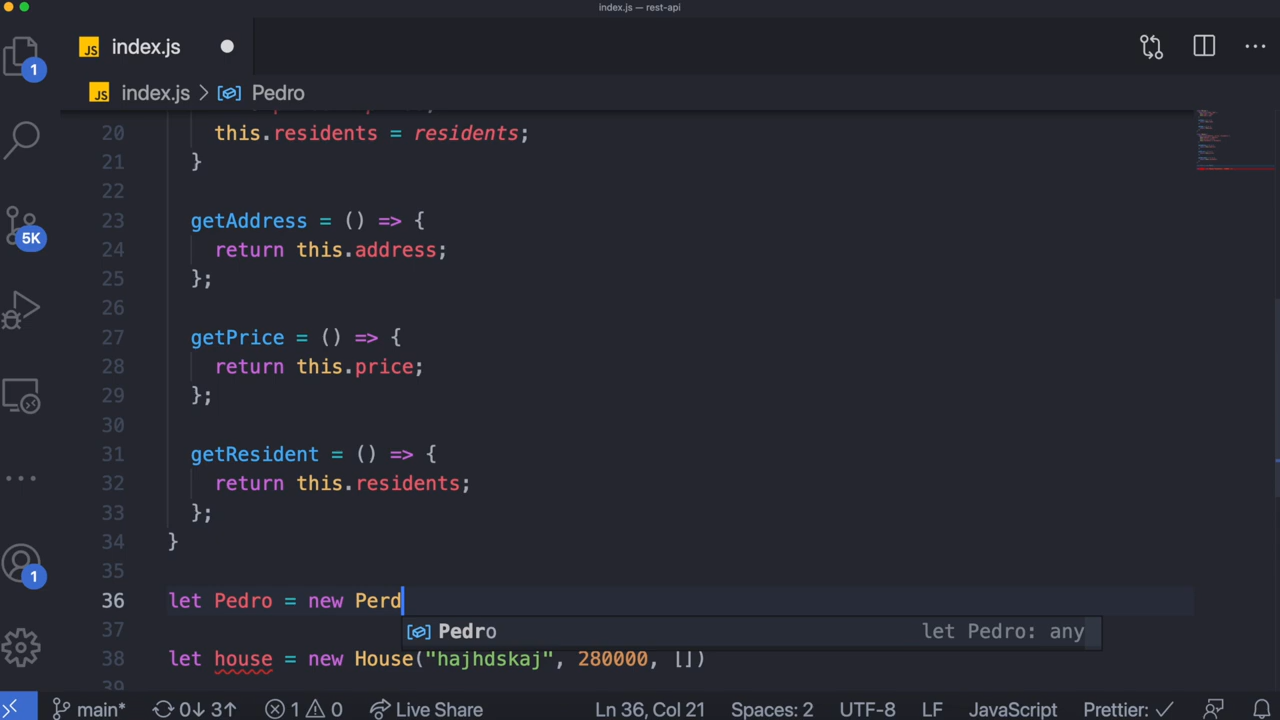 index.js — rest-api
JS index.js
JS index.js > Pedro
1
5K
1
20 this.residents = residents;
21 }
22
23 getAddress = () => {
24 return this.address;
25 };
26
27 getPrice = () => {
28 return this.price;
29 };
30
31 getResident = () => {
32 return this.residents;
33 };
34 }
35
36 let Pedro = new Perd
37 Pedro let Pedro: any
38 let house = new House("hajhdskaj", 280000, [])
39
main* 0↓ 3↑ 1 0 Live Share Ln 36, Col 21 Spaces: 2 UTF-8 LF JavaScript Prettier: ✓